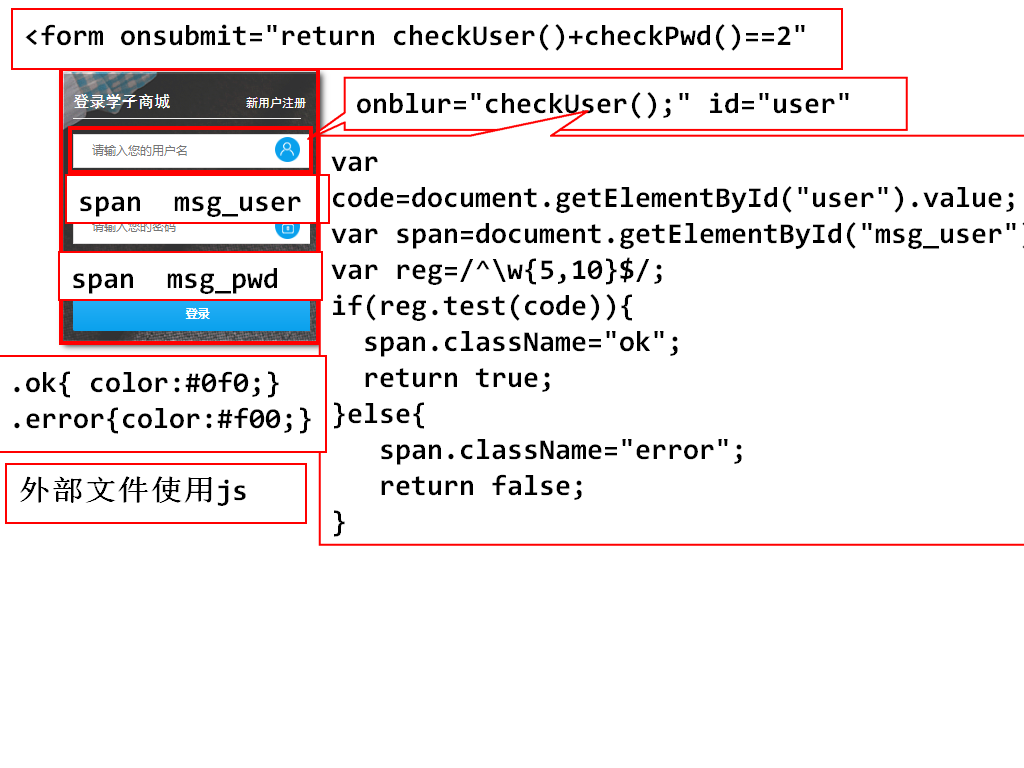 <form onsubmit="return checkUser()+checkPwd()==2"
登录学子商城
新用户注册
onblur="checkUser();" id="user"
请输入您的用户名
span  msg_user
请输入您的密码
span  msg_pwd
登录
var
code=document.getElementById("user").value;
var span=document.getElementById("msg_user")
var reg=/^\w{5,10}$/;
if(reg.test(code)){
  span.className="ok";
  return true;
}else{
   span.className="error";
   return false;
}
.ok{ color:#0f0;}
.error{color:#f00;}
外部文件使用js